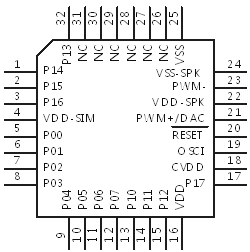 32 31 30 29 28 27 26 25
P13 NC NC NC NC NC NC VSS
1 P14 VSS-SPK 24
2 P15 PWM- 23
3 P16 VDD-SPK 22
4 VDD-SIM PWM+/DAC 21
5 P00 RESET 20
6 P01 OSCI 19
7 P02 CVDD 18
8 P03 P17 17
P04 P05 P06 P07 P10 P11 P12 VDD
9 10 11 12 13 14 15 16